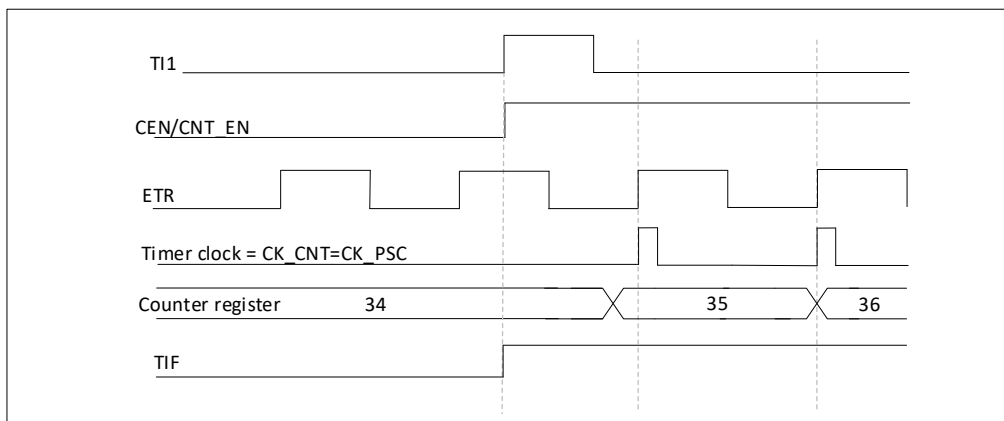 TI1
CEN/CNT_EN
ETR
Timer clock = CK_CNT=CK_PSC
Counter register 34 35 36
TIF